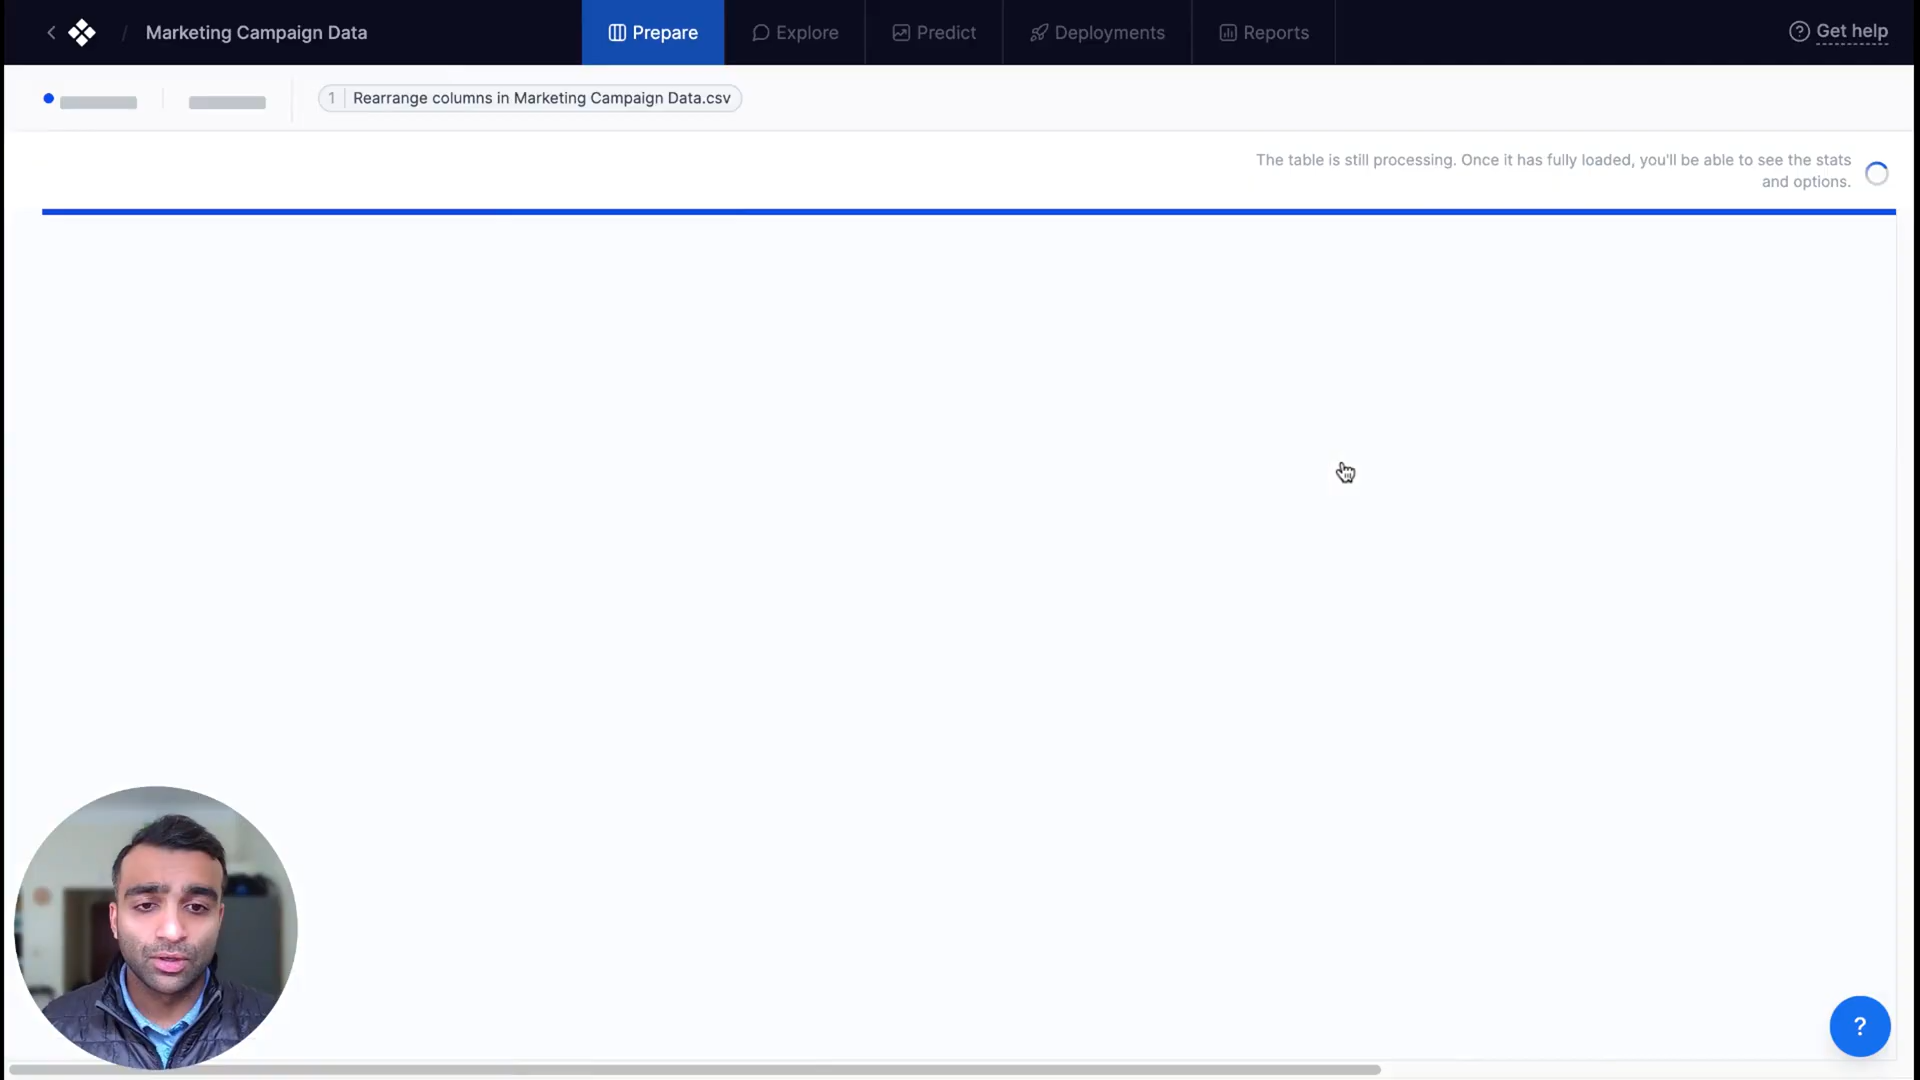 / Marketing Campaign Data
Prepare
Explore
Predict
Deployments
Reports
? Get help
1 Rearrange columns in Marketing Campaign Data.csv
The table is still processing. Once it has fully loaded, you'll be able to see the stats
and options.
?